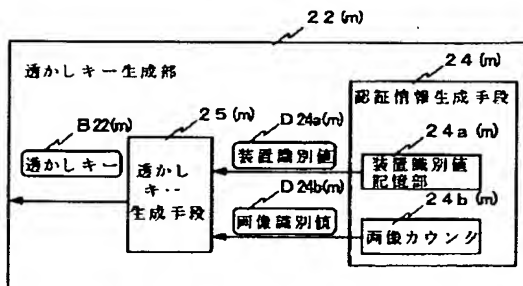 22(m)
透かしキー生成部
24(m)
認証情報生成手段
B22(m)
25(m)
D24a(m)
24a(m)
透かしキー
透かし
キー
生成手段
装置識別値
装置識別値
記憶部
D24b(m)
24b(m)
画像識別値
画像カウンタ